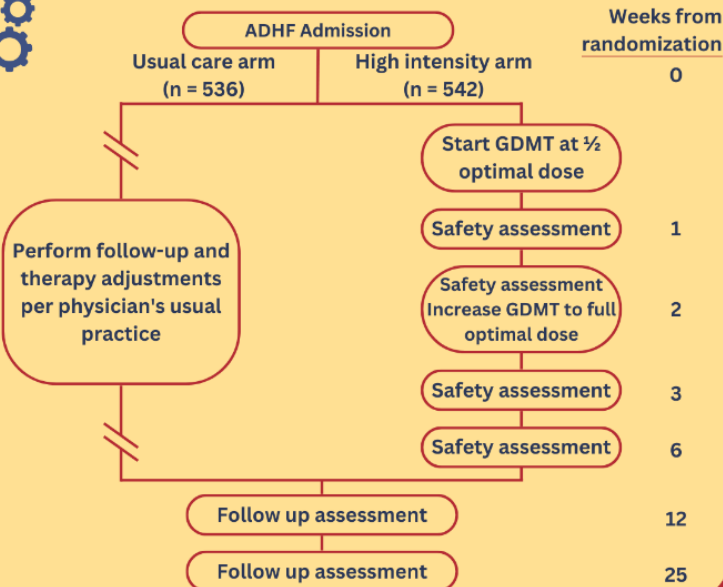 Weeks from
randomization
ADHF Admission
0
Usual care arm
(n = 536)
High intensity arm
(n = 542)
Start GDMT at ½
optimal dose
Safety assessment
1
Perform follow-up and
therapy adjustments
per physician's usual
practice
Safety assessment
Increase GDMT to full
optimal dose
2
Safety assessment
3
Safety assessment
6
Follow up assessment
12
Follow up assessment
25